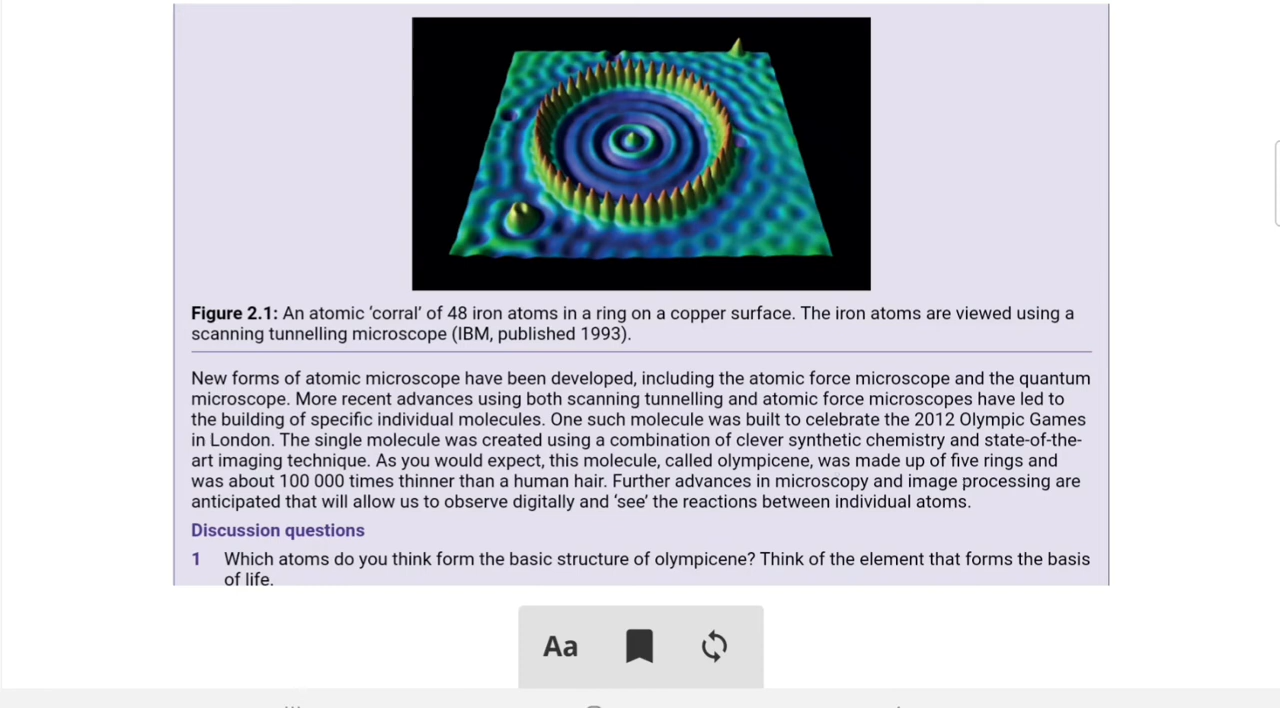 Figure 2.1: An atomic ‘corral’ of 48 iron atoms in a ring on a copper surface. The iron atoms are viewed using a
scanning tunnelling microscope (IBM, published 1993).
New forms of atomic microscope have been developed, including the atomic force microscope and the quantum
microscope. More recent advances using both scanning tunnelling and atomic force microscopes have led to
the building of specific individual molecules. One such molecule was built to celebrate the 2012 Olympic Games
in London. The single molecule was created using a combination of clever synthetic chemistry and state-of-the-
art imaging technique. As you would expect, this molecule, called olympicene, was made up of five rings and
was about 100 000 times thinner than a human hair. Further advances in microscopy and image processing are
anticipated that will allow us to observe digitally and ‘see’ the reactions between individual atoms.
Discussion questions
1 Which atoms do you think form the basic structure of olympicene? Think of the element that forms the basis
of life.
Aa